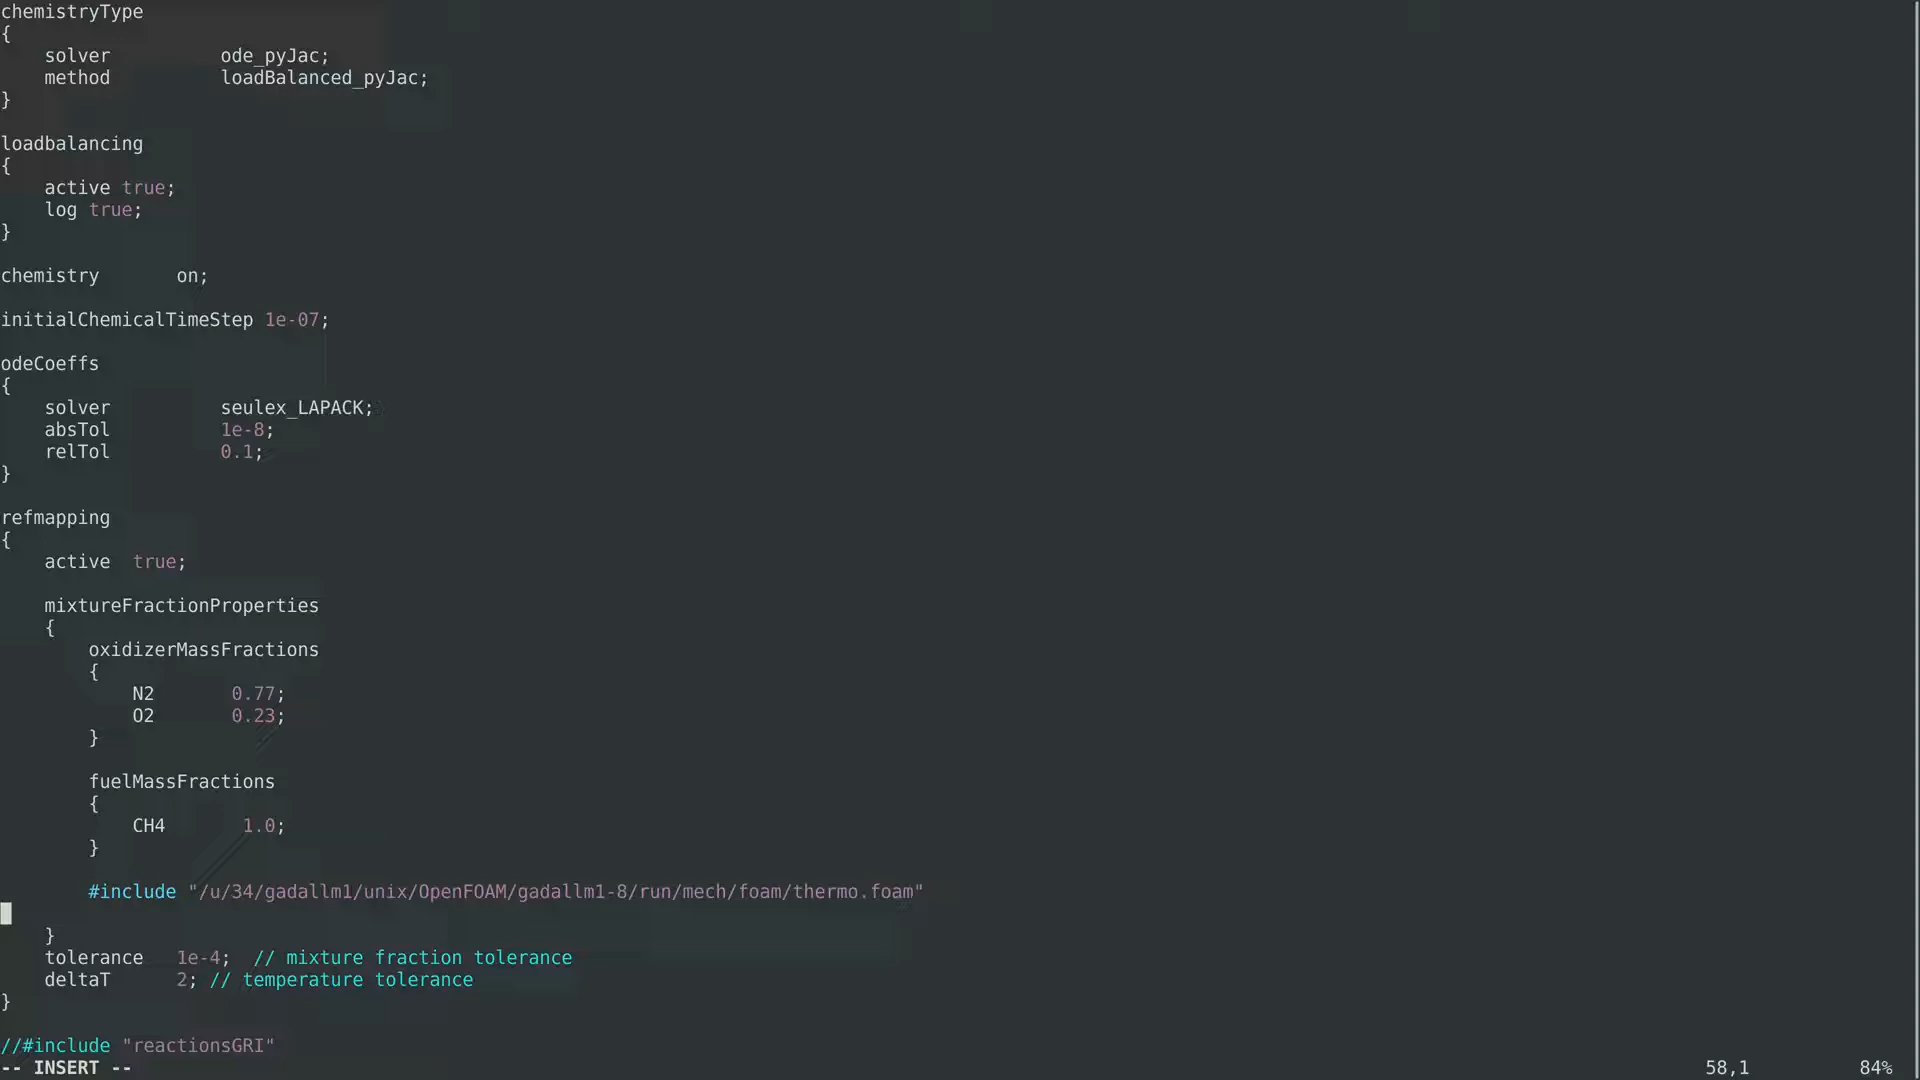 chemistryType
{
    solver          ode_pyJac;
    method          loadBalanced_pyJac;
}
loadbalancing
{
    active true;
    log true;
}
chemistry       on;
initialChemicalTimeStep 1e-07;
odeCoeffs
{
    solver          seulex_LAPACK;
    absTol          1e-8;
    relTol          0.1;
}
refmapping
{
    active  true;
    mixtureFractionProperties
    {
        oxidizerMassFractions
        {
            N2       0.77;
            O2       0.23;
        }
        fuelMassFractions
        {
            CH4       1.0;
        }
        #include "/u/34/gadallm1/unix/OpenFOAM/gadallm1-8/run/mech/foam/thermo.foam"
    }
    tolerance   1e-4;  // mixture fraction tolerance
    deltaT      2; // temperature tolerance
}
//#include "reactionsGRI"
-- INSERT --                    58,1          84%